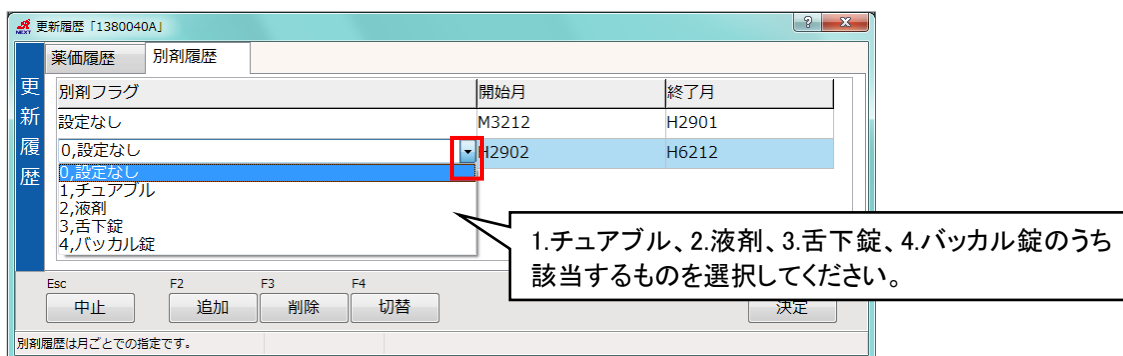 NEXT 更新履歴「1380040A」
薬価履歴 別剤履歴
更新履歴
別剤フラグ 開始月 終了月
設定なし M3212 H2901
0,設定なし H2902 H6212
0,設定なし
1,チュアブル
2,液剤
3,舌下錠
4,バッカル錠
1.チュアブル、2.液剤、3.舌下錠、4.バッカル錠のうち
該当するものを選択してください。
Esc F2 F3 F4
中止 追加 削除 切替 決定
別剤履歴は月ごとでの指定です。